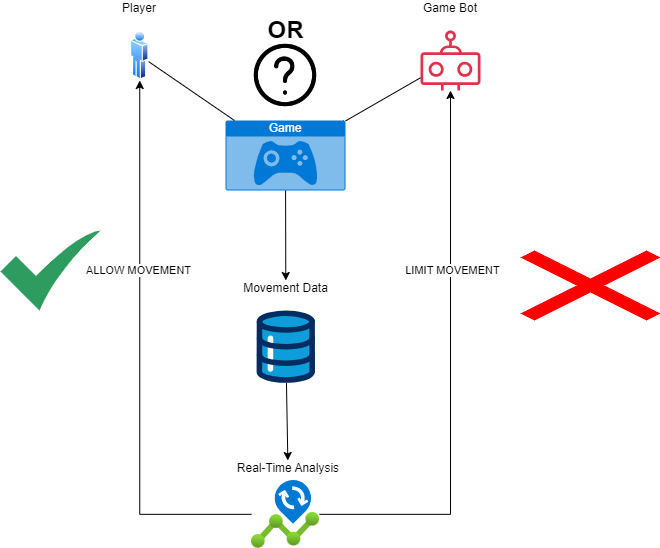 Player
Game Bot
OR
?
Game
ALLOW MOVEMENT
LIMIT MOVEMENT
Movement Data
Real-Time Analysis